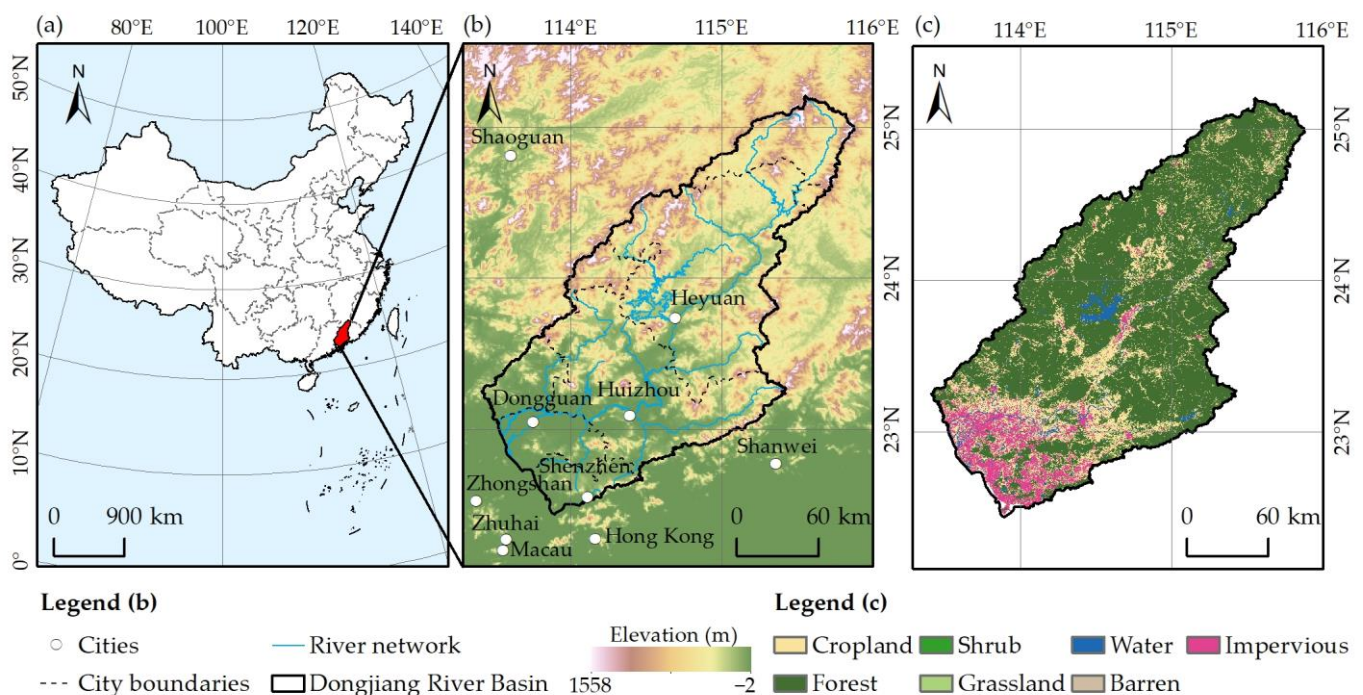 (a)
80°E
100°E
120°E
140°E
N
50°N
40°N
30°N
20°N
10°N
0°
0 900 km
(b)
114°E
115°E
116°E
N
Shaoguan
Heyuan
Huizhou
Dongguan
Shenzhen
Shanwei
Zhongshan
Zhuhai
Macau
Hong Kong
25°N
24°N
23°N
0 60 km
(c)
114°E
115°E
116°E
N
25°N
24°N
23°N
0 60 km
Legend (b)
Cities
River network
City boundaries
Dongjiang River Basin
Elevation (m)
1558 −2
Legend (c)
Cropland Shrub Water Impervious
Forest Grassland Barren